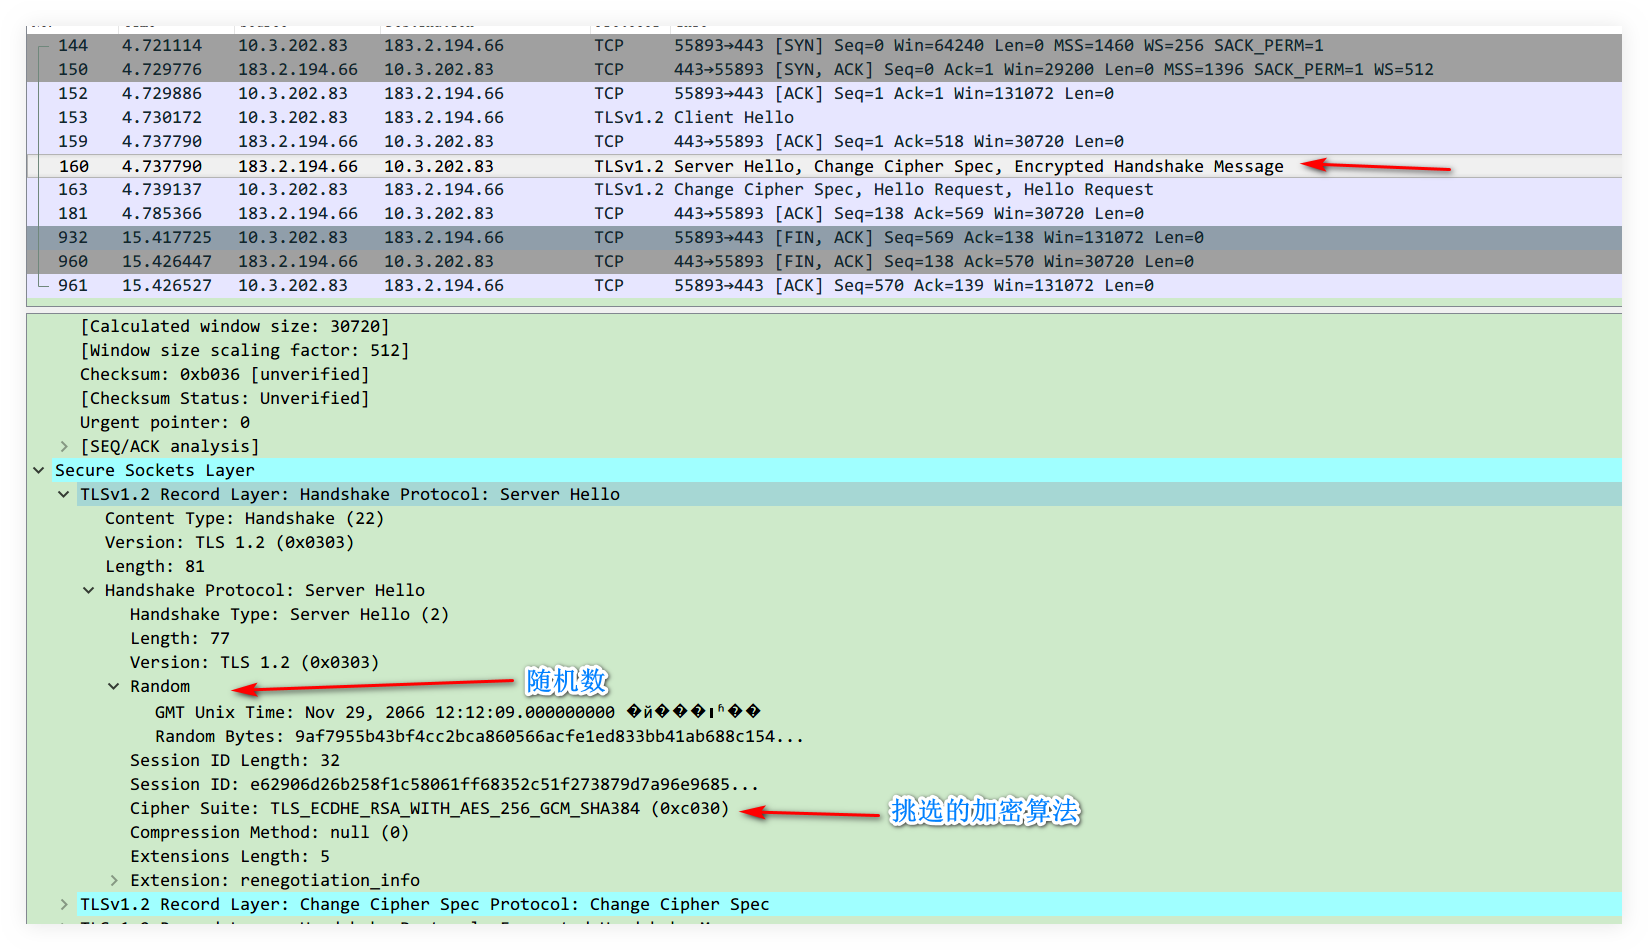 144 4.721114 10.3.202.83 183.2.194.66 TCP 55893→443 [SYN] Seq=0 Win=64240 Len=0 MSS=1460 WS=256 SACK_PERM=1
150 4.729776 183.2.194.66 10.3.202.83 TCP 443→55893 [SYN, ACK] Seq=0 Ack=1 Win=29200 Len=0 MSS=1396 SACK_PERM=1 WS=512
152 4.729886 10.3.202.83 183.2.194.66 TCP 55893→443 [ACK] Seq=1 Ack=1 Win=131072 Len=0
153 4.730172 10.3.202.83 183.2.194.66 TLSv1.2 Client Hello
159 4.737790 183.2.194.66 10.3.202.83 TCP 443→55893 [ACK] Seq=1 Ack=518 Win=30720 Len=0
160 4.737790 183.2.194.66 10.3.202.83 TLSv1.2 Server Hello, Change Cipher Spec, Encrypted Handshake Message
163 4.739137 10.3.202.83 183.2.194.66 TLSv1.2 Change Cipher Spec, Hello Request, Hello Request
181 4.785366 183.2.194.66 10.3.202.83 TCP 443→55893 [ACK] Seq=138 Ack=569 Win=30720 Len=0
932 15.417725 10.3.202.83 183.2.194.66 TCP 55893→443 [FIN, ACK] Seq=569 Ack=138 Win=131072 Len=0
960 15.426447 183.2.194.66 10.3.202.83 TCP 443→55893 [FIN, ACK] Seq=138 Ack=570 Win=30720 Len=0
961 15.426527 10.3.202.83 183.2.194.66 TCP 55893→443 [ACK] Seq=570 Ack=139 Win=131072 Len=0
[Calculated window size: 30720]
[Window size scaling factor: 512]
Checksum: 0xb036 [unverified]
[Checksum Status: Unverified]
Urgent pointer: 0
[SEQ/ACK analysis]
Secure Sockets Layer
TLSv1.2 Record Layer: Handshake Protocol: Server Hello
Content Type: Handshake (22)
Version: TLS 1.2 (0x0303)
Length: 81
Handshake Protocol: Server Hello
Handshake Type: Server Hello (2)
Length: 77
Version: TLS 1.2 (0x0303)
Random 随机数
GMT Unix Time: Nov 29, 2066 12:12:09.000000000
Random Bytes: 9af7955b43bf4cc2bca860566acfe1ed833bb41ab688c154...
Session ID Length: 32
Session ID: e62906d26b258f1c58061ff68352c51f273879d7a96e9685...
Cipher Suite: TLS_ECDHE_RSA_WITH_AES_256_GCM_SHA384 (0xc030) 挑选的加密算法
Compression Method: null (0)
Extensions Length: 5
Extension: renegotiation_info
TLSv1.2 Record Layer: Change Cipher Spec Protocol: Change Cipher Spec